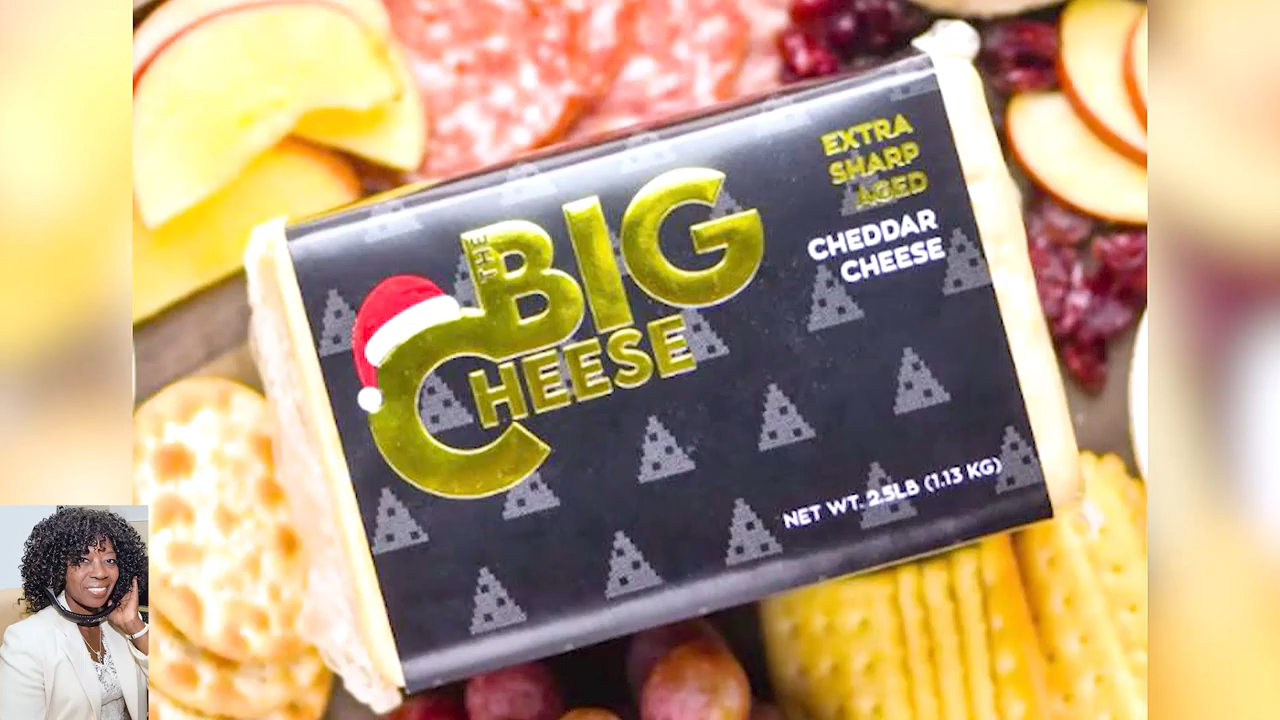 THE
BIG
CHEESE
EXTRA
SHARP
AGED
CHEDDAR
CHEESE
NET WT. 2.5LB (1.13 KG)